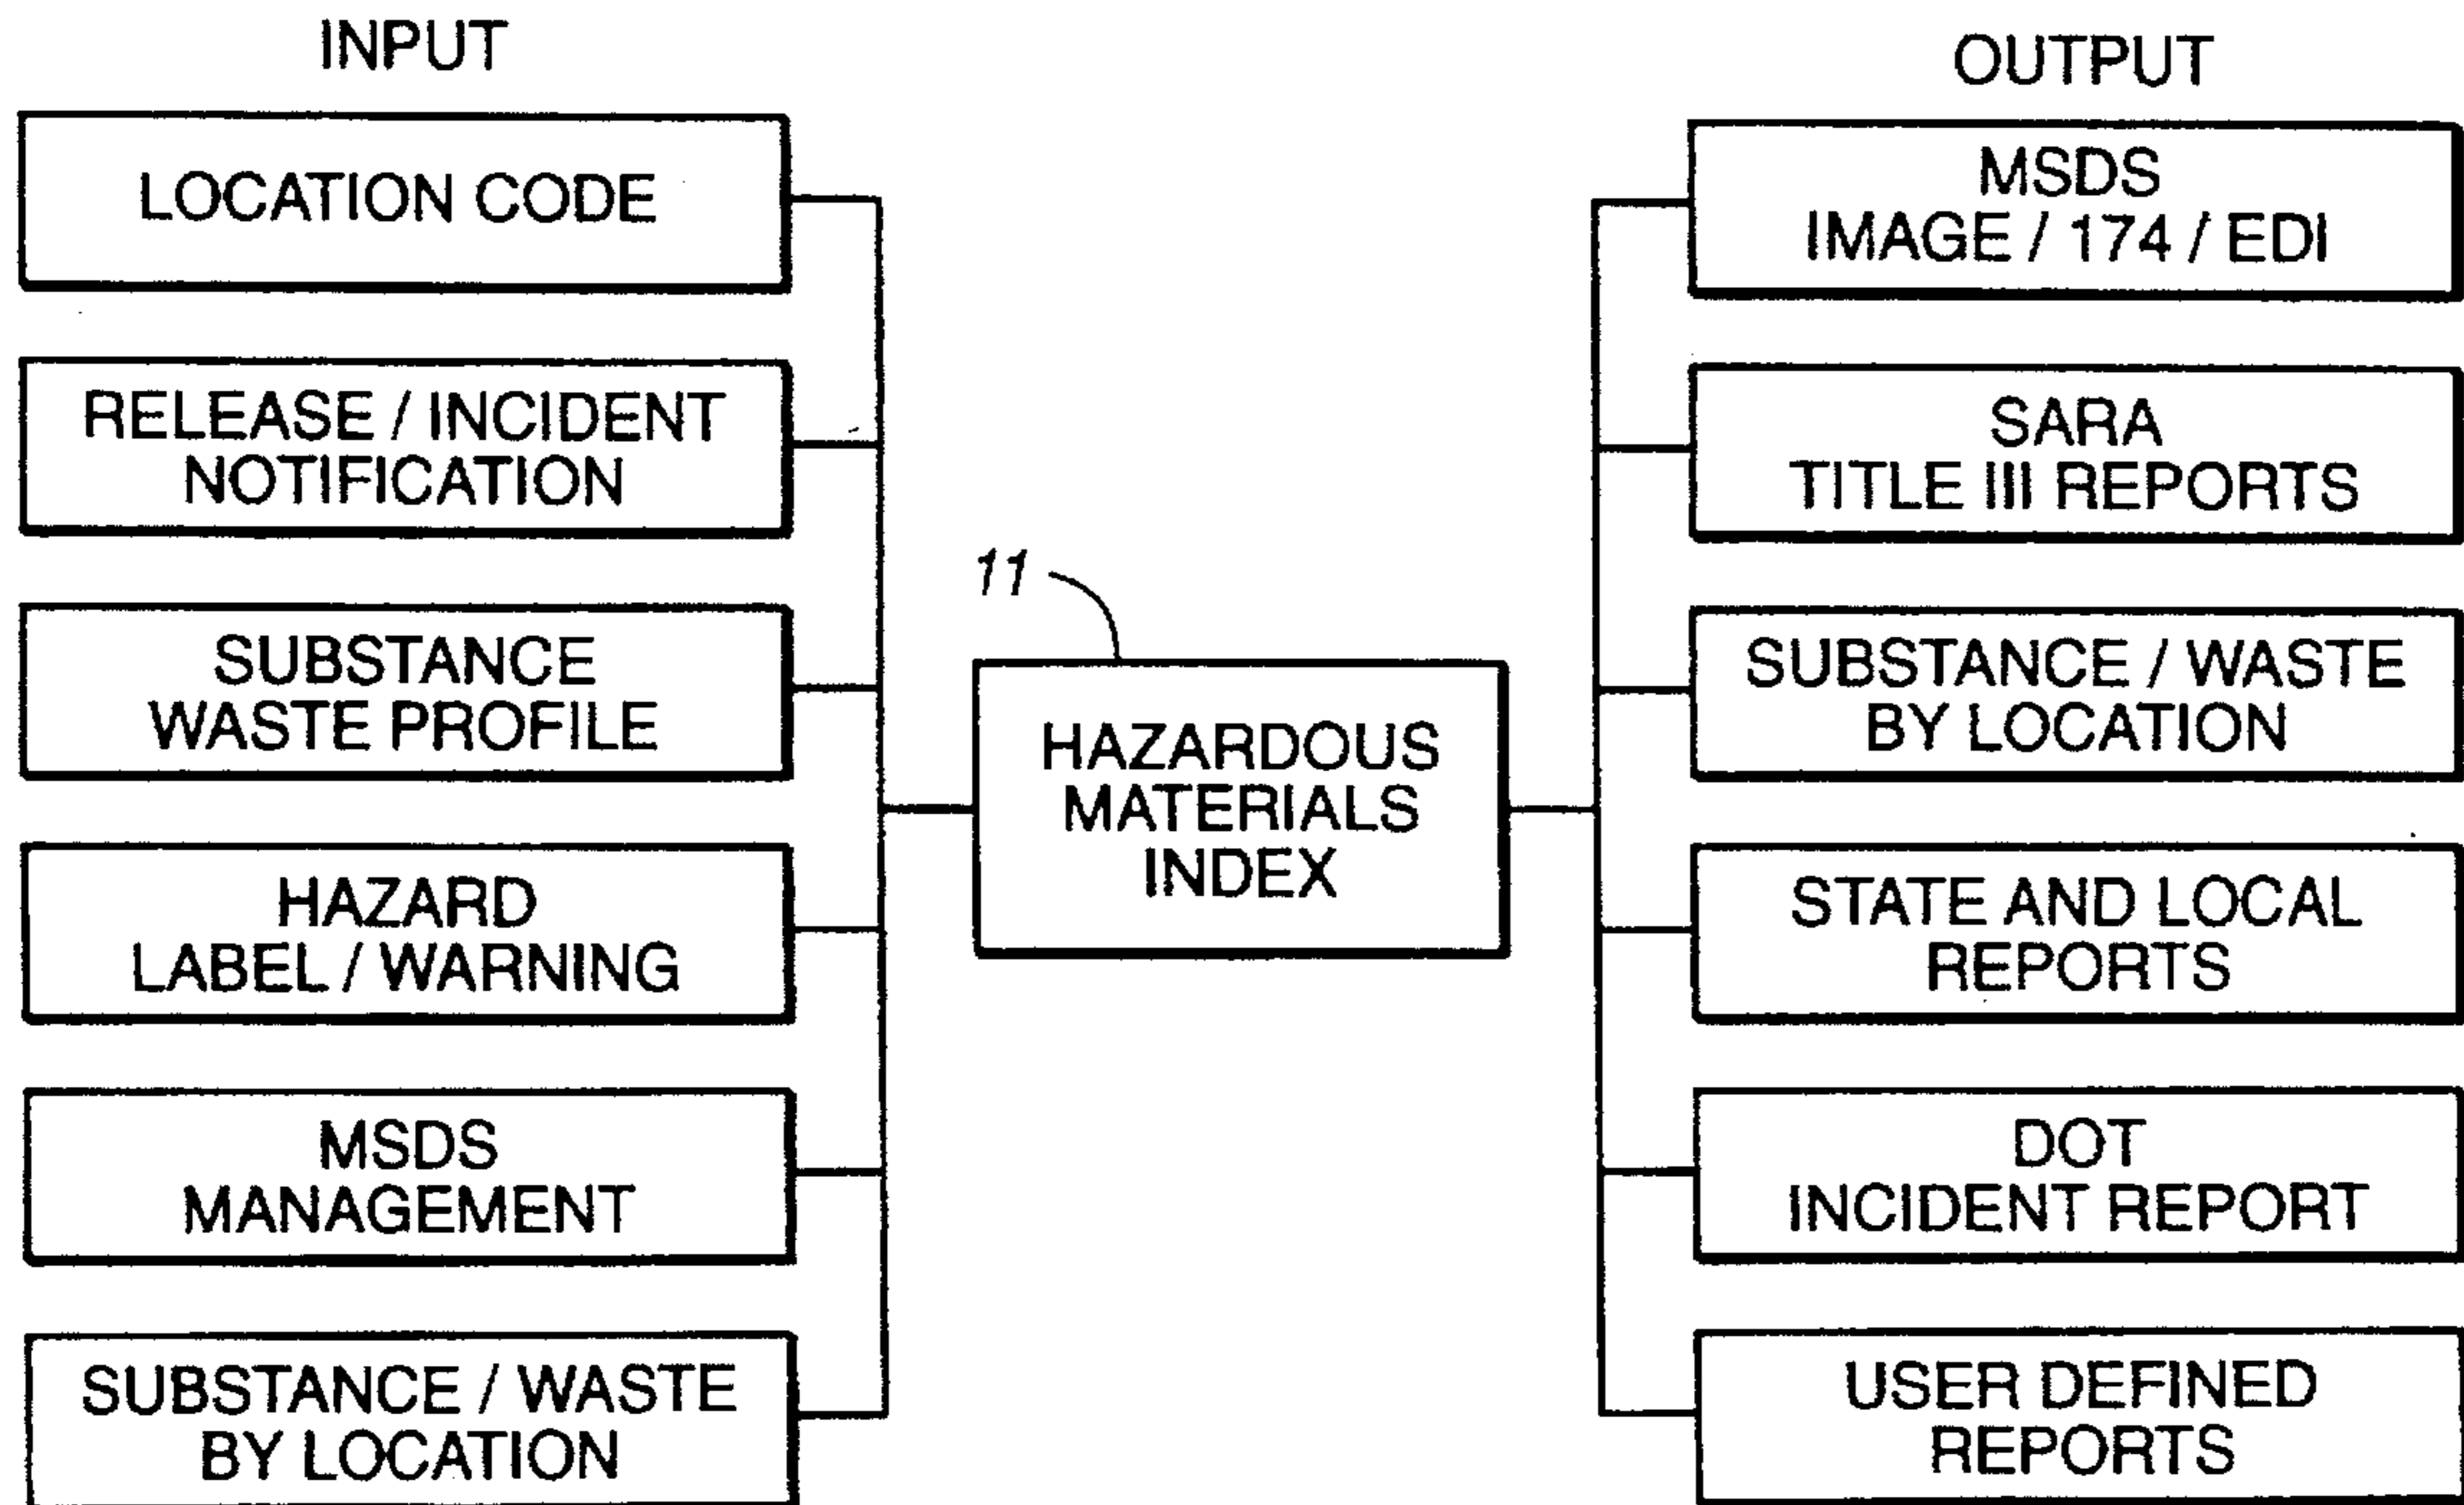 INPUT
LOCATION CODE
RELEASE / INCIDENT
NOTIFICATION
SUBSTANCE
WASTE PROFILE
HAZARD
LABEL / WARNING
MSDS
MANAGEMENT
SUBSTANCE / WASTE
BY LOCATION
11
HAZARDOUS
MATERIALS
INDEX
OUTPUT
MSDS
IMAGE / 174 / EDI
SARA
TITLE III REPORTS
SUBSTANCE / WASTE
BY LOCATION
STATE AND LOCAL
REPORTS
DOT
INCIDENT REPORT
USER DEFINED
REPORTS